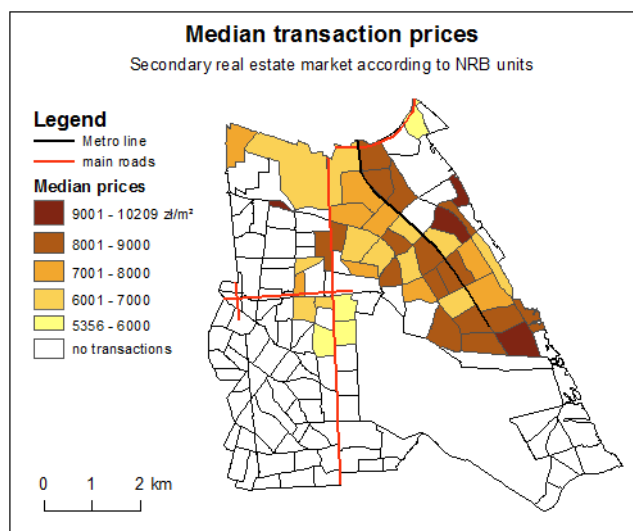 Median transaction prices
Secondary real estate market according to NRB units
Legend
Metro line
main roads
Median prices
9001 - 10209 zł/m²
8001 - 9000
7001 - 8000
6001 - 7000
5356 - 6000
no transactions
0 1 2 km